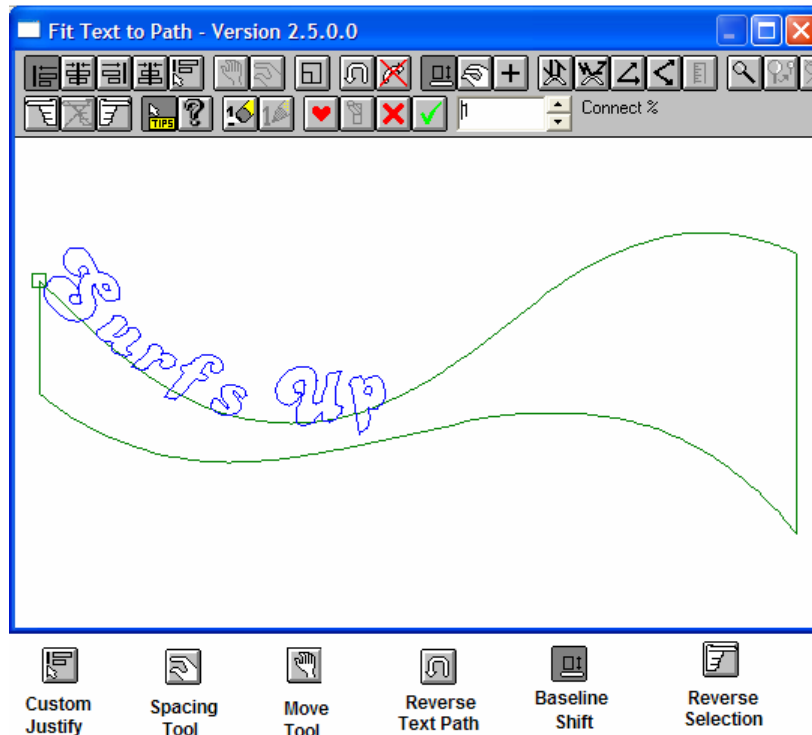 Fit Text to Path - Version 2.5.0.0
TIPS
Connect %
Surfs Up
Custom
Justify
Spacing
Tool
Move
Tool
Reverse
Text Path
Baseline
Shift
Reverse
Selection